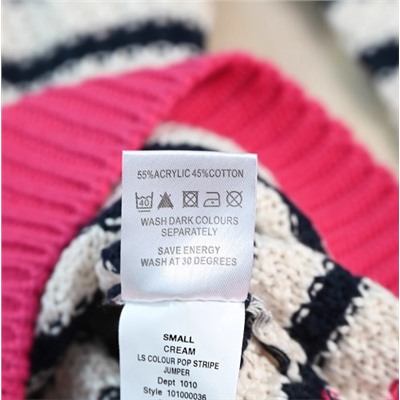 55% ACRYLIC 45% COTTON
40
WASH DARK COLOURS
SEPARATELY
SAVE ENERGY
WASH AT 30 DEGREES
SMALL
CREAM
LS COLOUR POP STRIPE
JUMPER
Dept 1010
Style 101000036